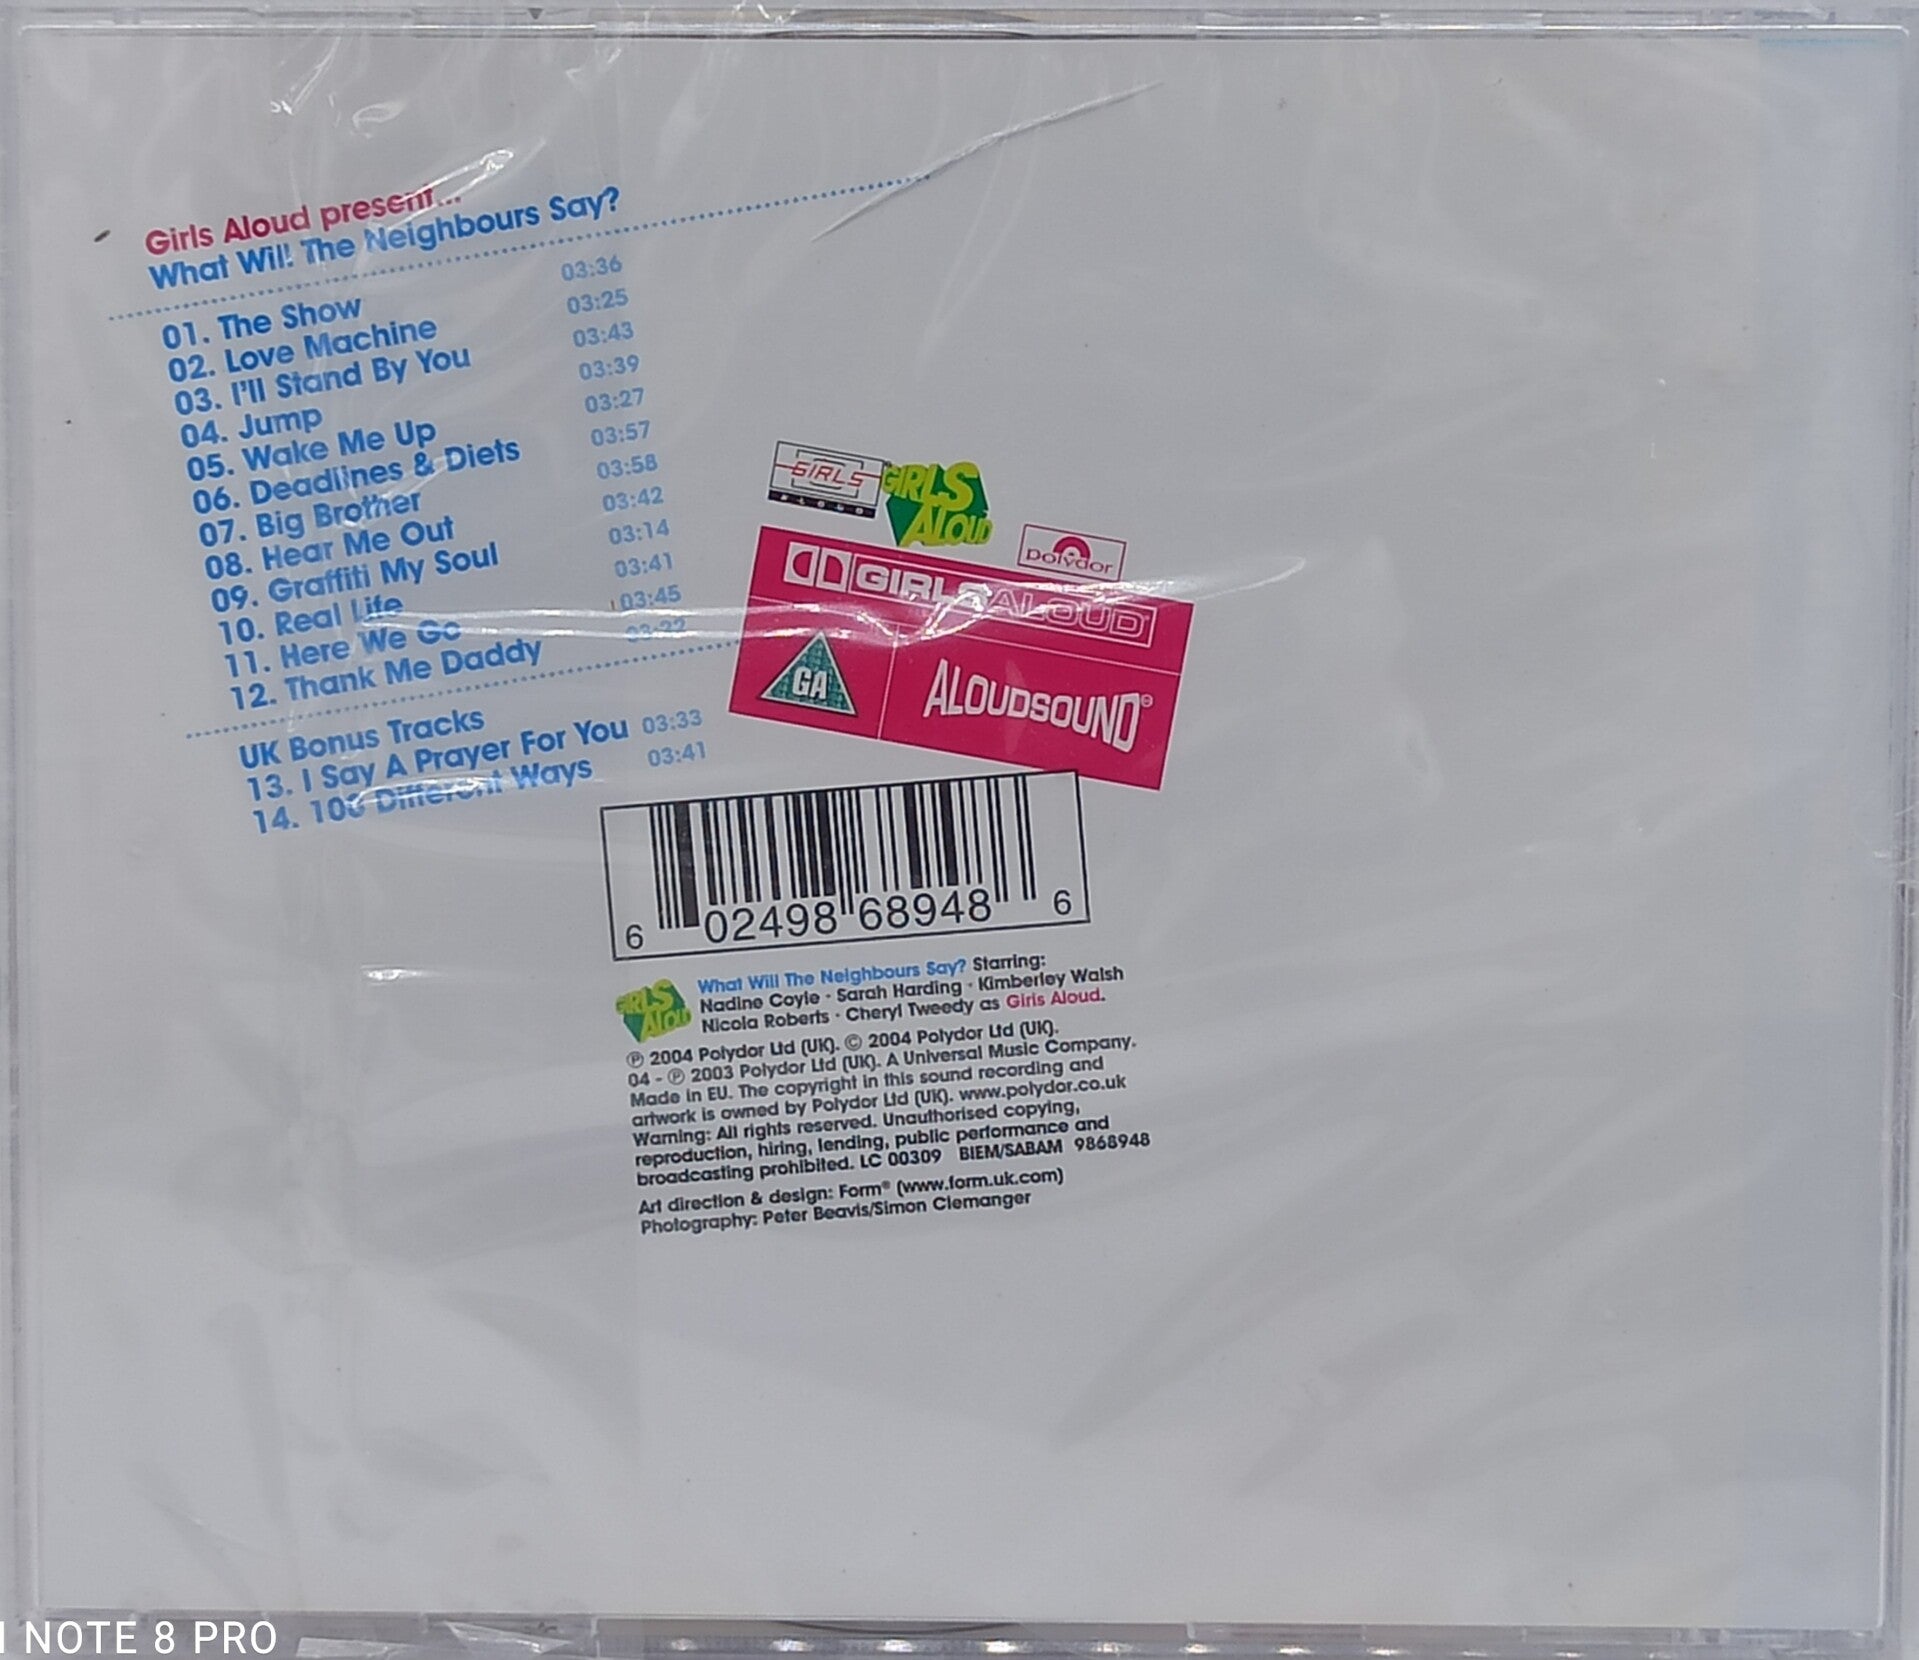 Girls Aloud present...
What Will The Neighbours Say?
01. The Show 03:36
02. Love Machine 03:25
03. I'll Stand By You 03:43
04. Jump 03:39
05. Wake Me Up 03:27
06. Deadlines & Diets 03:57
07. Big Brother 03:58
08. Hear Me Out 03:42
09. Graffiti My Soul 03:14
10. Real Life 03:41
11. Here We Go 03:45
12. Thank Me Daddy
UK Bonus Tracks
13. I Say A Prayer For You 03:33
14. 100 Different Ways 03:41
GIRLS
ALOUD
GIRLS
ALOUD
polydor
GIRLS ALOUD
GA
ALOUDSOUND®
6 02498 68948 6
GIRLS
ALOUD
What Will The Neighbours Say? Starring:
Nadine Coyle · Sarah Harding · Kimberley Walsh
Nicola Roberts · Cheryl Tweedy as Girls Aloud.
℗ 2004 Polydor Ltd (UK). © 2004 Polydor Ltd (UK).
04 - ℗ 2003 Polydor Ltd (UK). A Universal Music Company.
Made in EU. The copyright in this sound recording and
artwork is owned by Polydor Ltd (UK). www.polydor.co.uk
Warning: All rights reserved. Unauthorised copying,
reproduction, hiring, lending, public performance and
broadcasting prohibited. LC 00309 BIEM/SABAM 9868948
Art direction & design: Form® (www.form.uk.com)
Photography: Peter Beavis/Simon Clemanger
NOTE 8 PRO